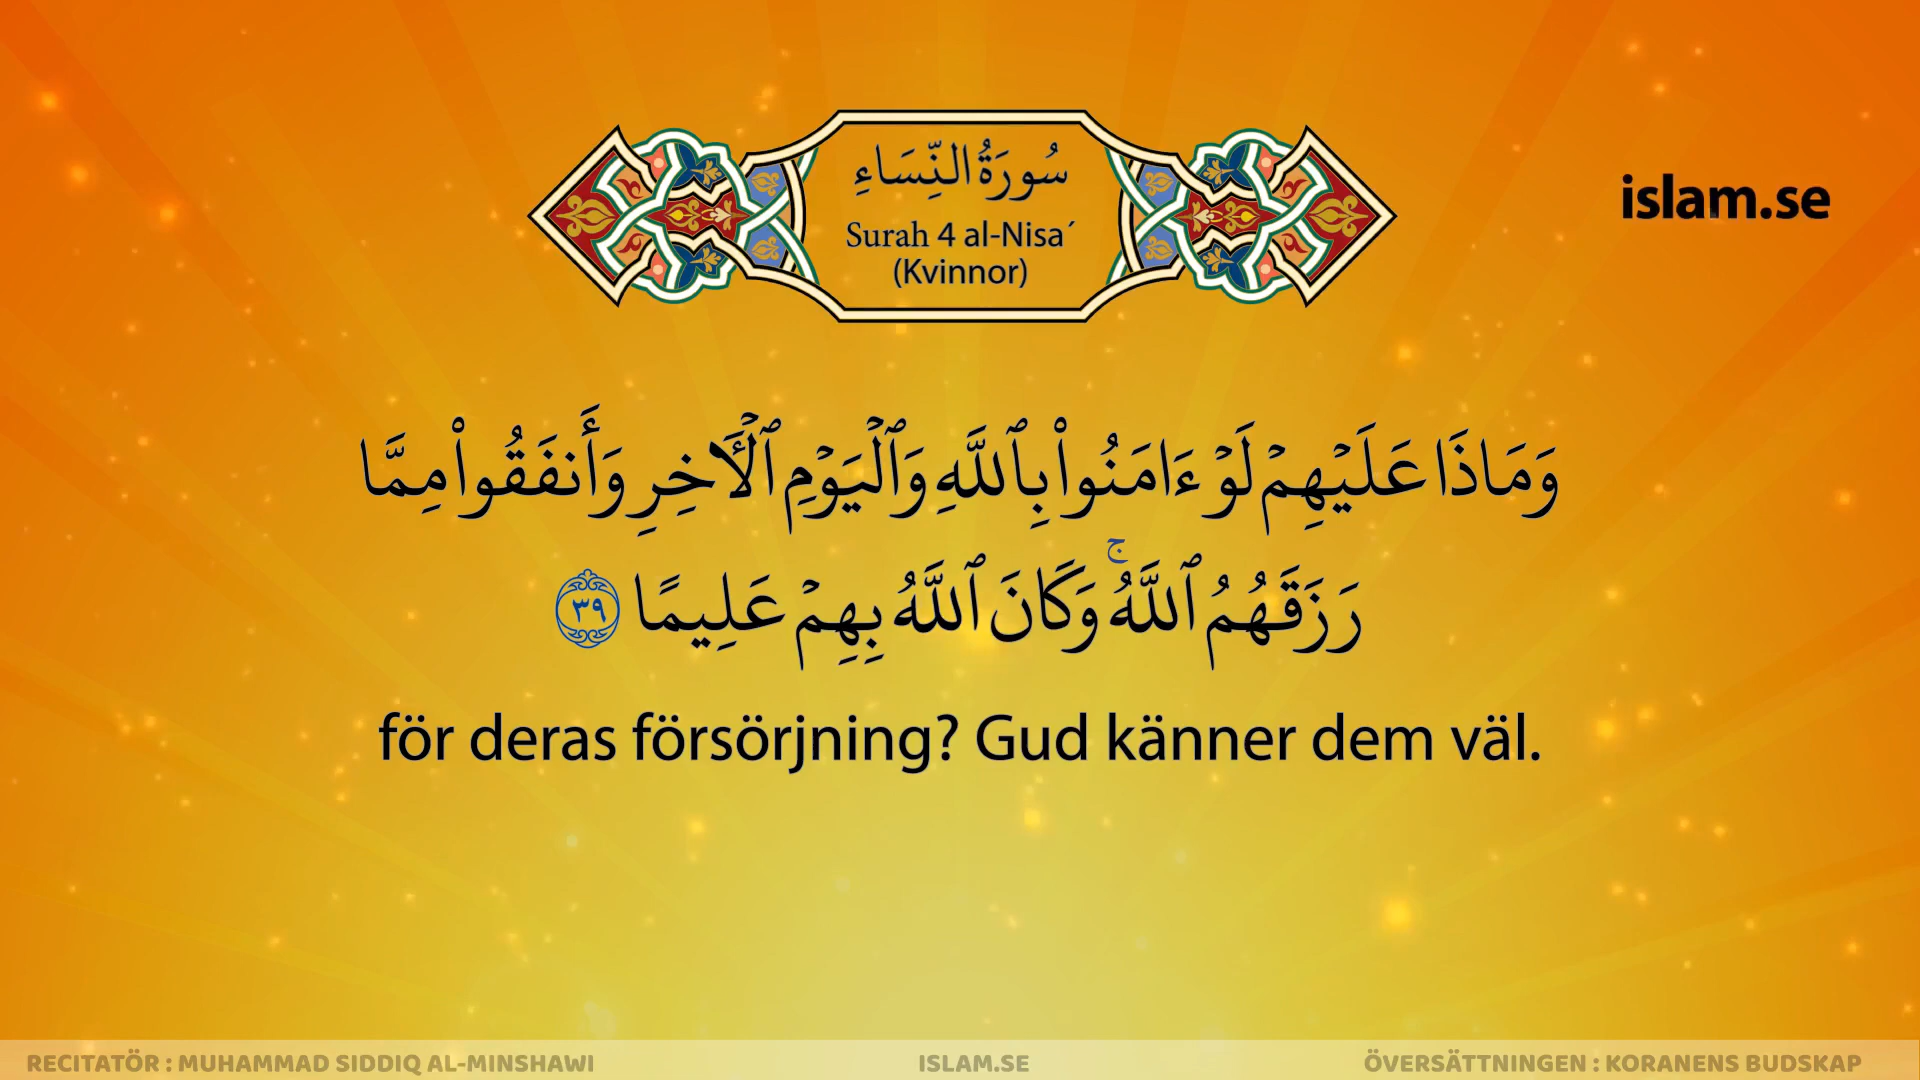 سُورَةُ النِّسَاءِ
Surah 4 al-Nisa´
(Kvinnor)
islam.se
وَمَاذَا عَلَيْهِمْ لَوْ ءَامَنُوا۟ بِٱللَّهِ وَٱلْيَوْمِ ٱلْـَٔاخِرِ وَأَنفَقُوا۟ مِمَّا
رَزَقَهُمُ ٱللَّهُ ۚ وَكَانَ ٱللَّهُ بِهِمْ عَلِيمًا ٣٩
för deras försörjning? Gud känner dem väl.
RECITATÖR : MUHAMMAD SIDDIQ AL-MINSHAWI
ISLAM.SE
ÖVERSÄTTNINGEN : KORANENS BUDSKAP